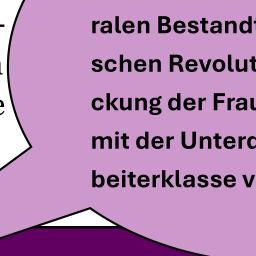 ralen Bestandt
schen Revolut
ckung der Frau
mit der Unterd
beiterklasse v